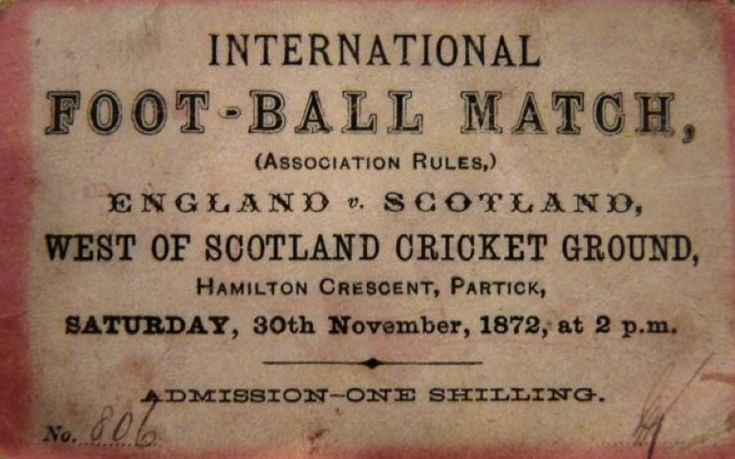 INTERNATIONAL
FOOT-BALL MATCH,
(ASSOCIATION RULES,)
ENGLAND v. SCOTLAND,
WEST OF SCOTLAND CRICKET GROUND,
HAMILTON CRESCENT, PARTICK,
SATURDAY, 30th November, 1872, at 2 p.m.
ADMISSION—ONE SHILLING.
No. 806